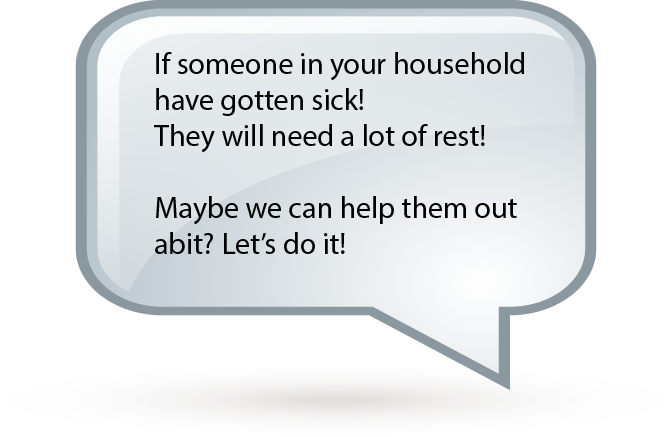 If someone in your household
have gotten sick!
They will need a lot of rest!
Maybe we can help them out
abit? Let's do it!